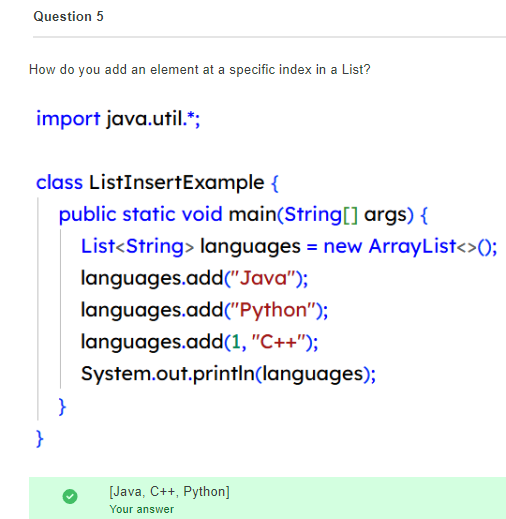 Question 5
How do you add an element at a specific index in a List?
import java.util.*;
class ListInsertExample {
public static void main(String[] args) {
List<String> languages = new ArrayList<>();
languages.add("Java");
languages.add("Python");
languages.add(1, "C++");
System.out.println(languages);
}
}
[Java, C++, Python]
Your answer